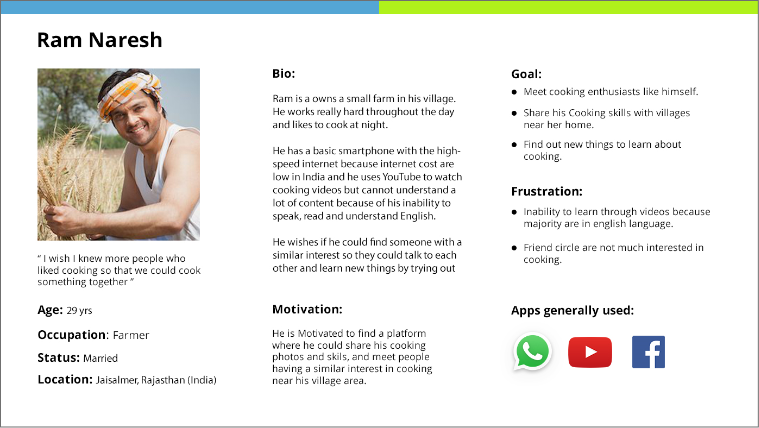 Ram Naresh
“ I wish I knew more people who
liked cooking so that we could cook
something together ”
Age: 29 yrs
Occupation: Farmer
Status: Married
Location: Jaisalmer, Rajasthan (India)
Bio:
Ram is a owns a small farm in his village.
He works really hard throughout the day
and likes to cook at night.
He has a basic smartphone with the high-
speed internet because internet cost are
low in India and he uses YouTube to watch
cooking videos but cannot understand a
lot of content because of his inability to
speak, read and understand English.
He wishes if he could find someone with a
similar interest so they could talk to each
other and learn new things by trying out
Motivation:
He is Motivated to find a platform
where he could share his cooking
photos and skils, and meet people
having a similar interest in cooking
near his village area.
Goal:
● Meet cooking enthusiasts like himself.
● Share his Cooking skills with villages
near her home.
● Find out new things to learn about
cooking.
Frustration:
● Inability to learn through videos because
majority are in english language.
● Friend circle are not much interested in
cooking.
Apps generally used: